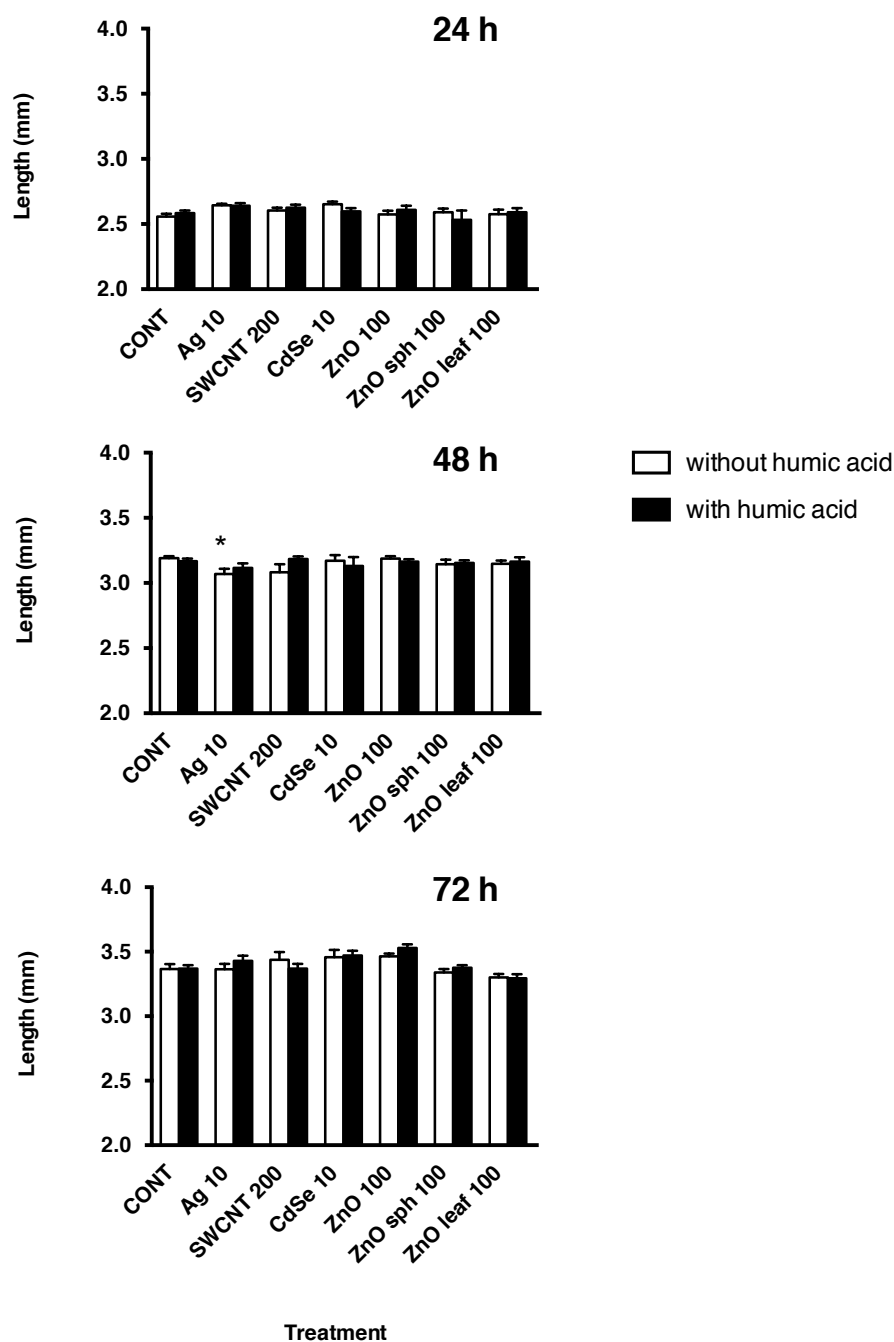 24 h
4.0
3.5
3.0
2.5
2.0
Length (mm)
CONT
Ag 10
SWCNT 200
CdSe 10
ZnO 100
ZnO sph 100
ZnO leaf 100
48 h
4.0
3.5
3.0
2.5
2.0
Length (mm)
*
CONT
Ag 10
SWCNT 200
CdSe 10
ZnO 100
ZnO sph 100
ZnO leaf 100
without humic acid
with humic acid
72 h
4.0
3.5
3.0
2.5
2.0
Length (mm)
CONT
Ag 10
SWCNT 200
CdSe 10
ZnO 100
ZnO sph 100
ZnO leaf 100
Treatment